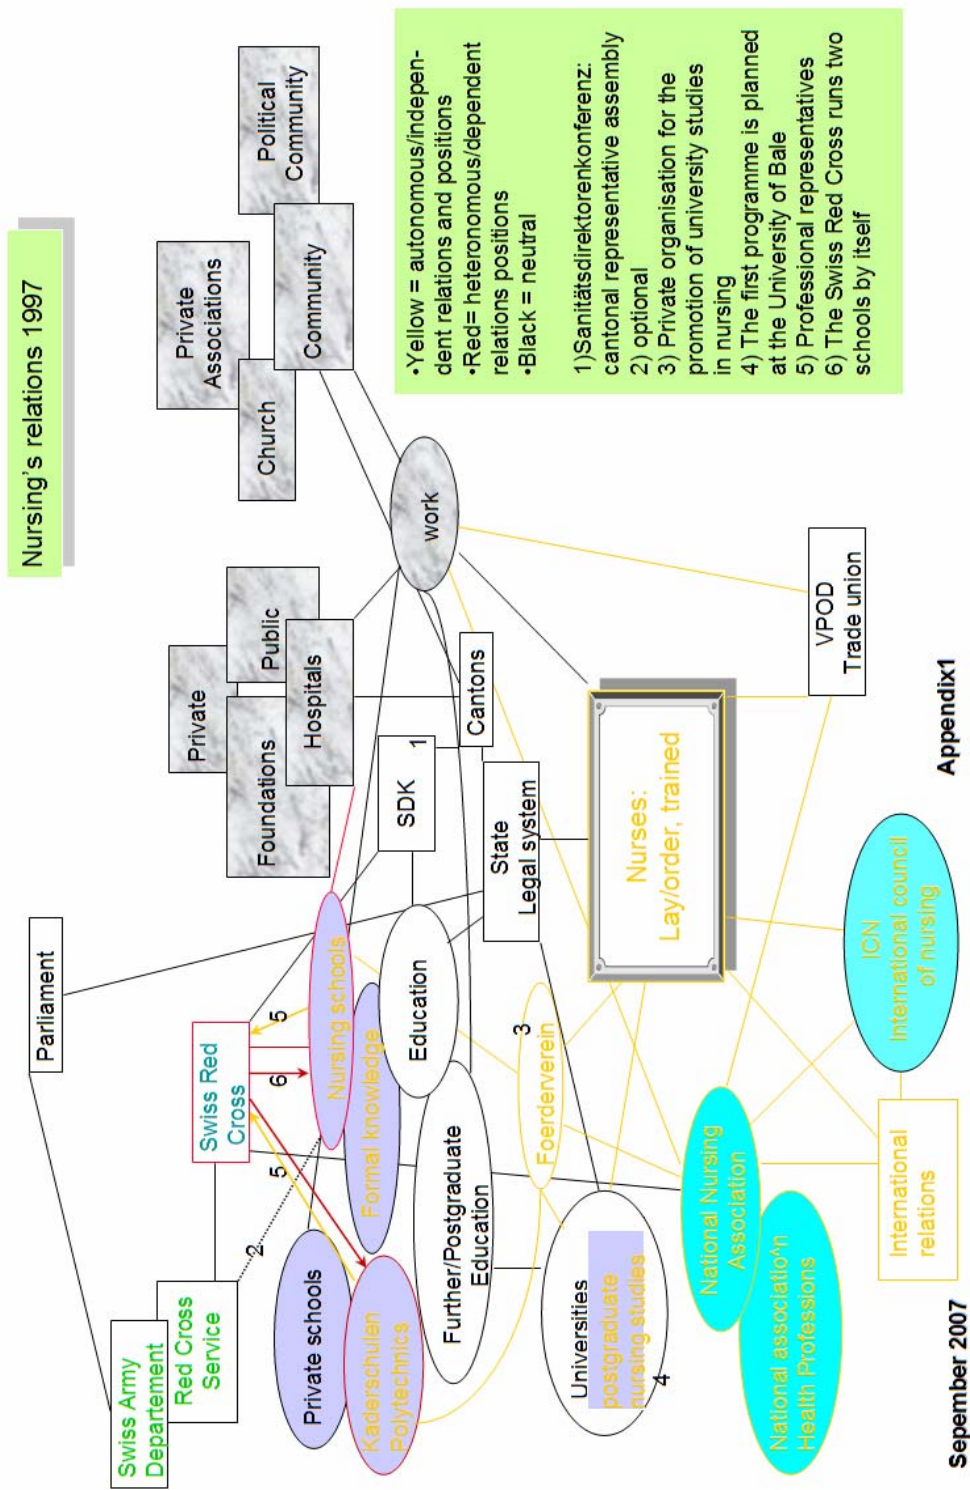 Nursing's relations 1997
Parliament
Swiss Army
Departement
Red Cross
Service
Swiss Red
Cross
2
5
6
5
Private
Foundations
Public
Hospitals
Private
Associations
Church
Community
Political
Community
Private schools
Kaderschulen
Polytechnics
Formal knowledge
Nursing schools
Further/Postgraduate
Education
Education
SDK
1
Cantons
work
State
Legal system
Universities
postgraduate
nursing studies
4
Foerderverein
3
Nurses:
Lay/order, trained
National Nursing
Association
National associatio^n
Health Professions
International
relations
ICN
International council
of nursing
VPOD
Trade union
•Yellow = autonomous/indepen-
dent relations and positions
•Red= heteronomous/dependent
relations positions
•Black = neutral
1)Sanitätsdirektorenkonferenz:
cantonal representative assembly
2) optional
3) Private organisation for the
promotion of university studies
in nursing
4) The first programme is planned
at the University of Bale
5) Professional representatives
6) The Swiss Red Cross runs two
schools by itself
Sepember 2007
Appendix1